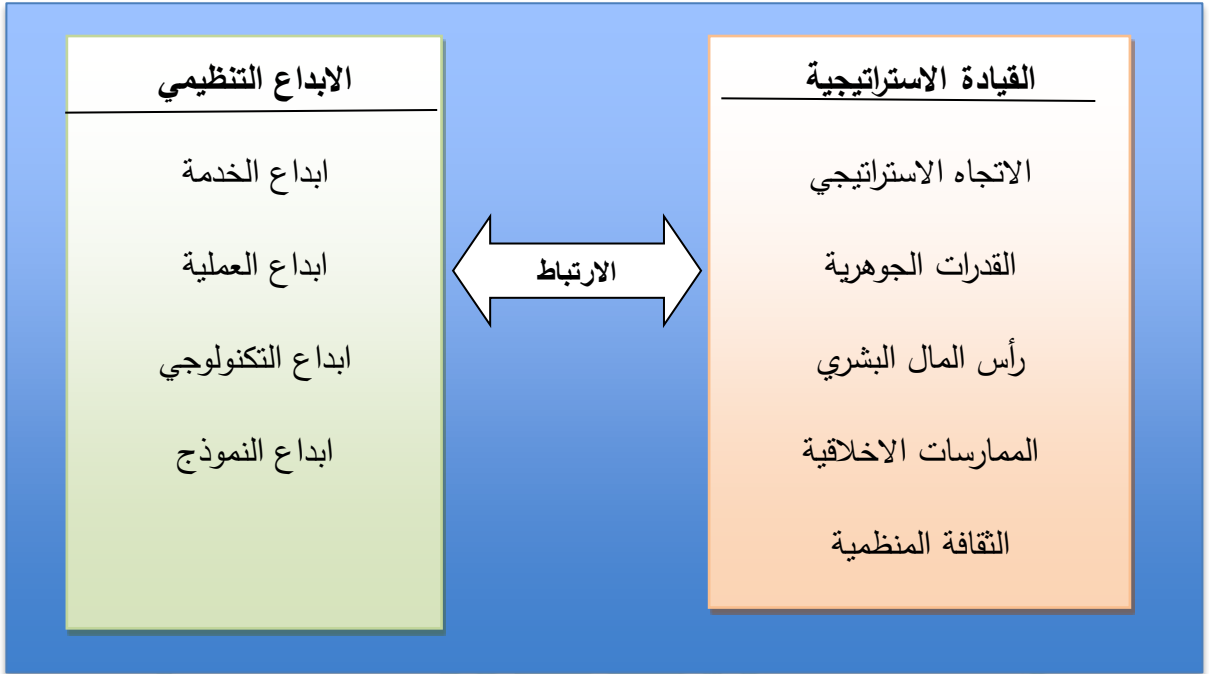 القيادة الاستراتيجية
الاتجاه الاستراتيجي
القدرات الجوهرية
رأس المال البشري
الممارسات الاخلاقية
الثقافة المنظمية
الارتباط
الابداع التنظيمي
ابداع الخدمة
ابداع العملية
ابداع التكنولوجي
ابداع النموذج